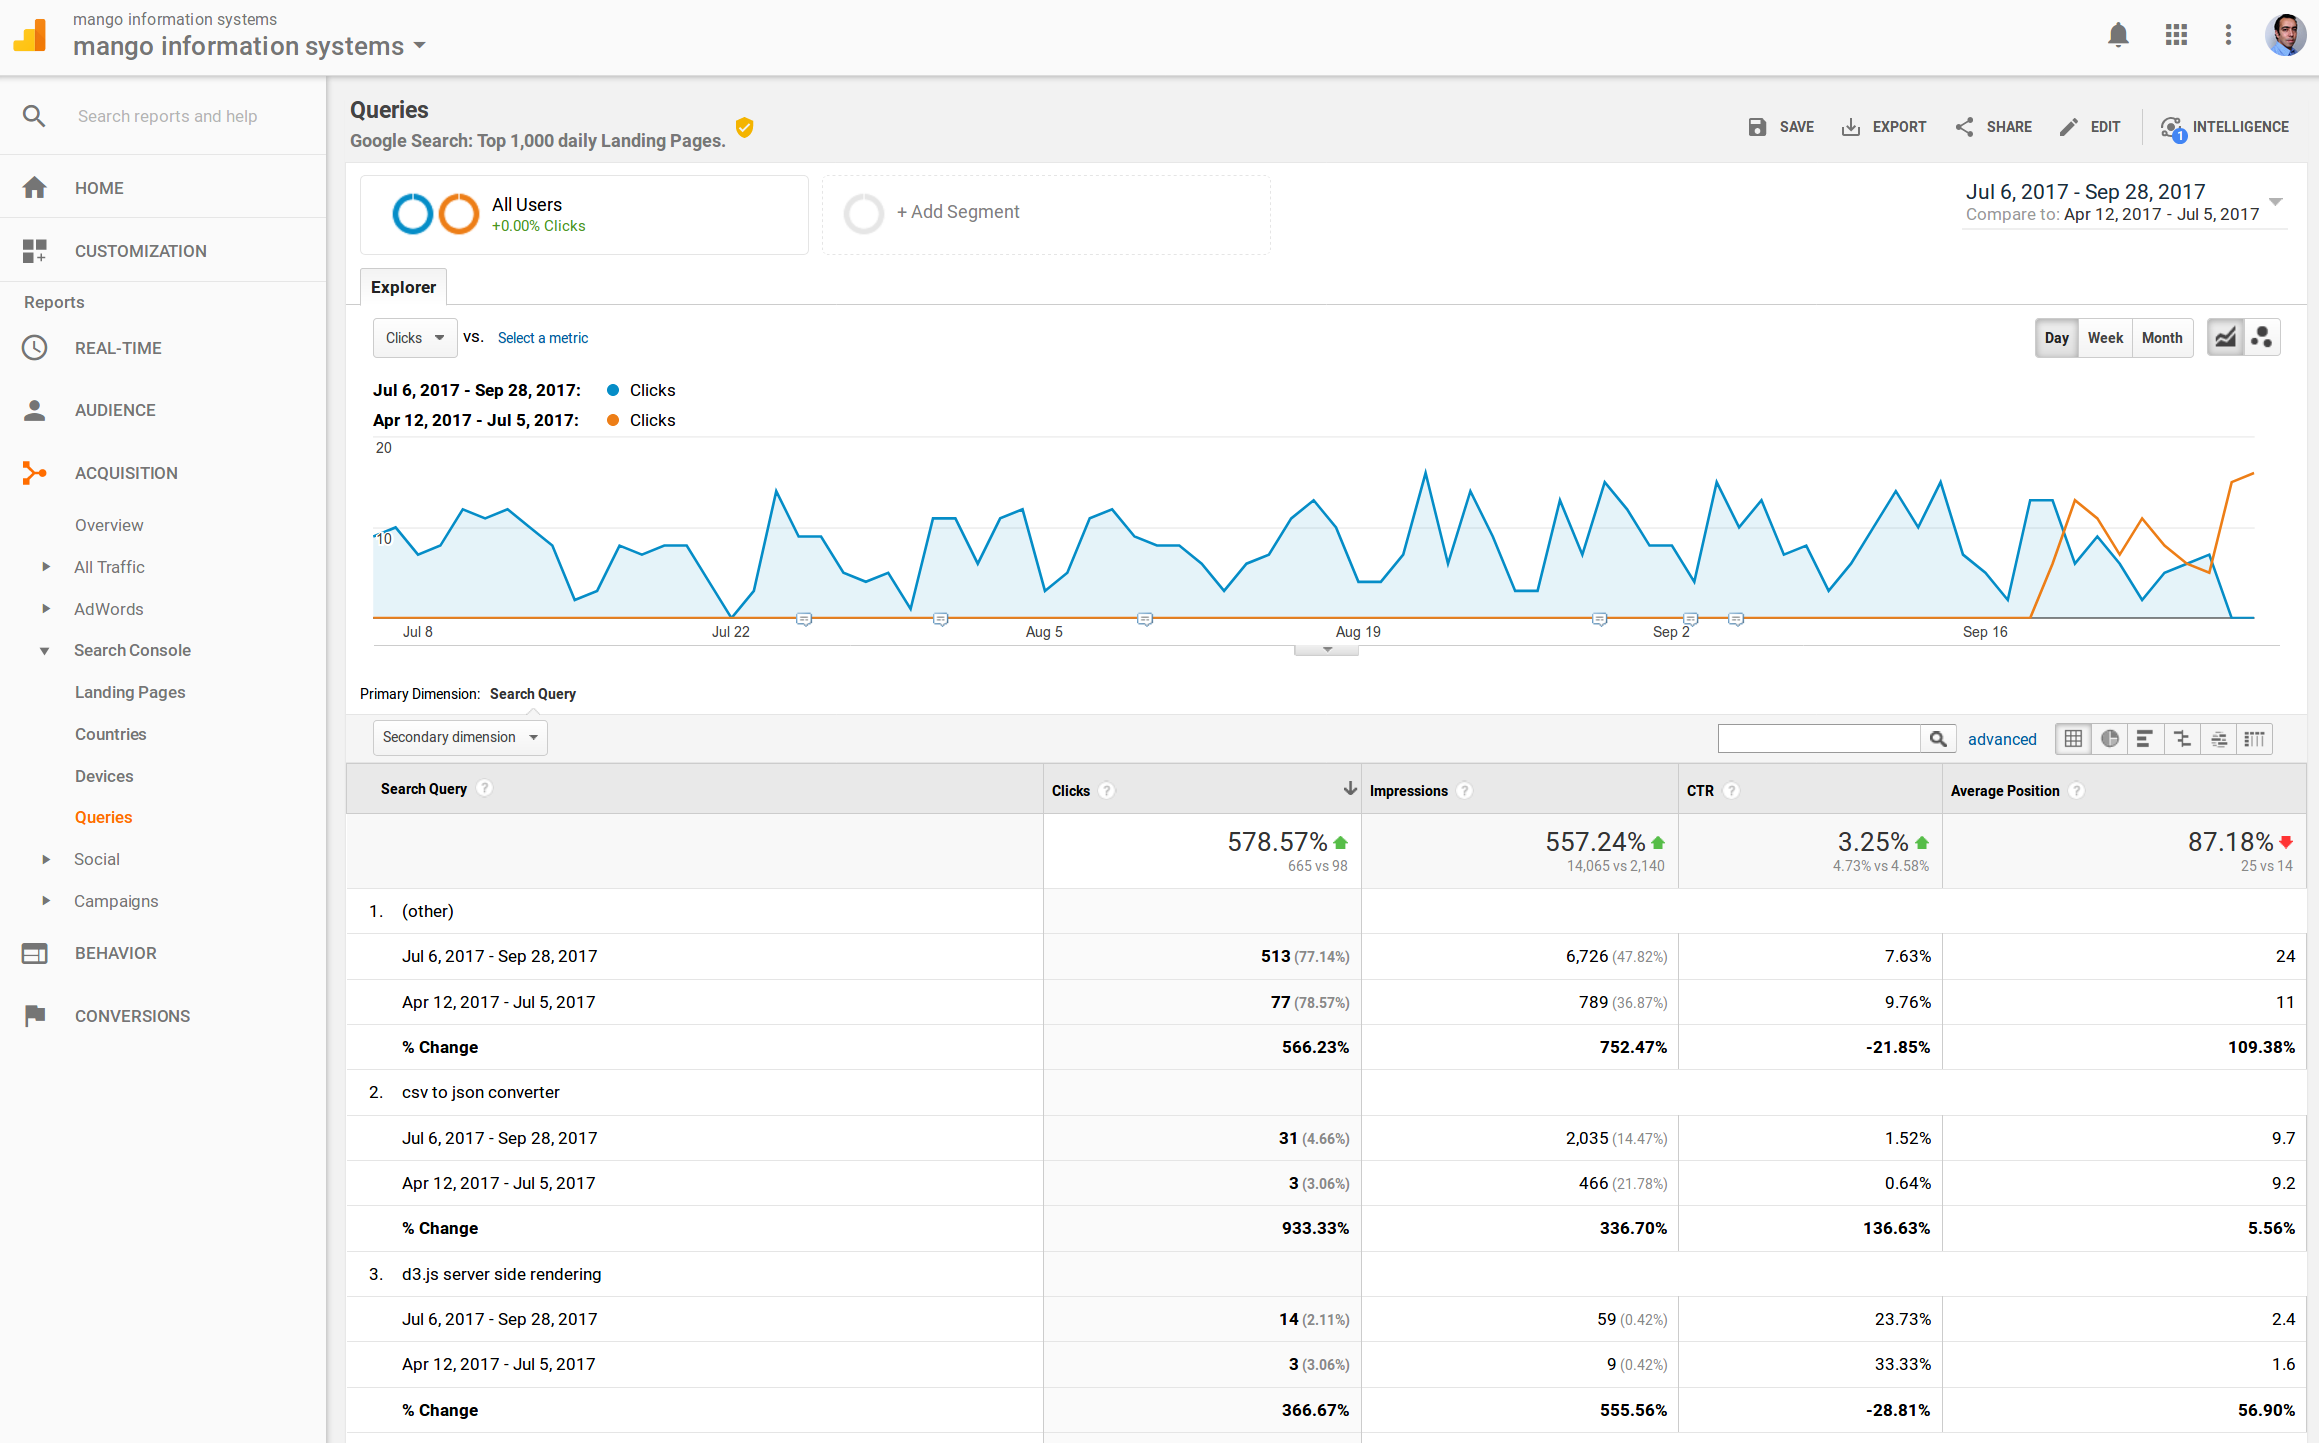 mango information systems
mango information systems
Search reports and help
HOME
CUSTOMIZATION
Reports
REAL-TIME
AUDIENCE
ACQUISITION
Overview
All Traffic
AdWords
Search Console
Landing Pages
Countries
Devices
Queries
Social
Campaigns
BEHAVIOR
CONVERSIONS
Queries
Google Search: Top 1,000 daily Landing Pages.
SAVE EXPORT SHARE EDIT 1 INTELLIGENCE
All Users
+0.00% Clicks
+ Add Segment
Jul 6, 2017 - Sep 28, 2017
Compare to: Apr 12, 2017 - Jul 5, 2017
Explorer
Clicks vs. Select a metric
Day Week Month
Jul 6, 2017 - Sep 28, 2017: Clicks
Apr 12, 2017 - Jul 5, 2017: Clicks
20
10
Jul 8 Jul 22 Aug 5 Aug 19 Sep 2 Sep 16
Primary Dimension: Search Query
Secondary dimension
advanced
Search Query ? Clicks ? Impressions ? CTR ? Average Position ?
578.57% 557.24% 3.25% 87.18%
665 vs 98 14,065 vs 2,140 4.73% vs 4.58% 25 vs 14
1. (other)
Jul 6, 2017 - Sep 28, 2017 513 (77.14%) 6,726 (47.82%) 7.63% 24
Apr 12, 2017 - Jul 5, 2017 77 (78.57%) 789 (36.87%) 9.76% 11
% Change 566.23% 752.47% -21.85% 109.38%
2. csv to json converter
Jul 6, 2017 - Sep 28, 2017 31 (4.66%) 2,035 (14.47%) 1.52% 9.7
Apr 12, 2017 - Jul 5, 2017 3 (3.06%) 466 (21.78%) 0.64% 9.2
% Change 933.33% 336.70% 136.63% 5.56%
3. d3.js server side rendering
Jul 6, 2017 - Sep 28, 2017 14 (2.11%) 59 (0.42%) 23.73% 2.4
Apr 12, 2017 - Jul 5, 2017 3 (3.06%) 9 (0.42%) 33.33% 1.6
% Change 366.67% 555.56% -28.81% 56.90%